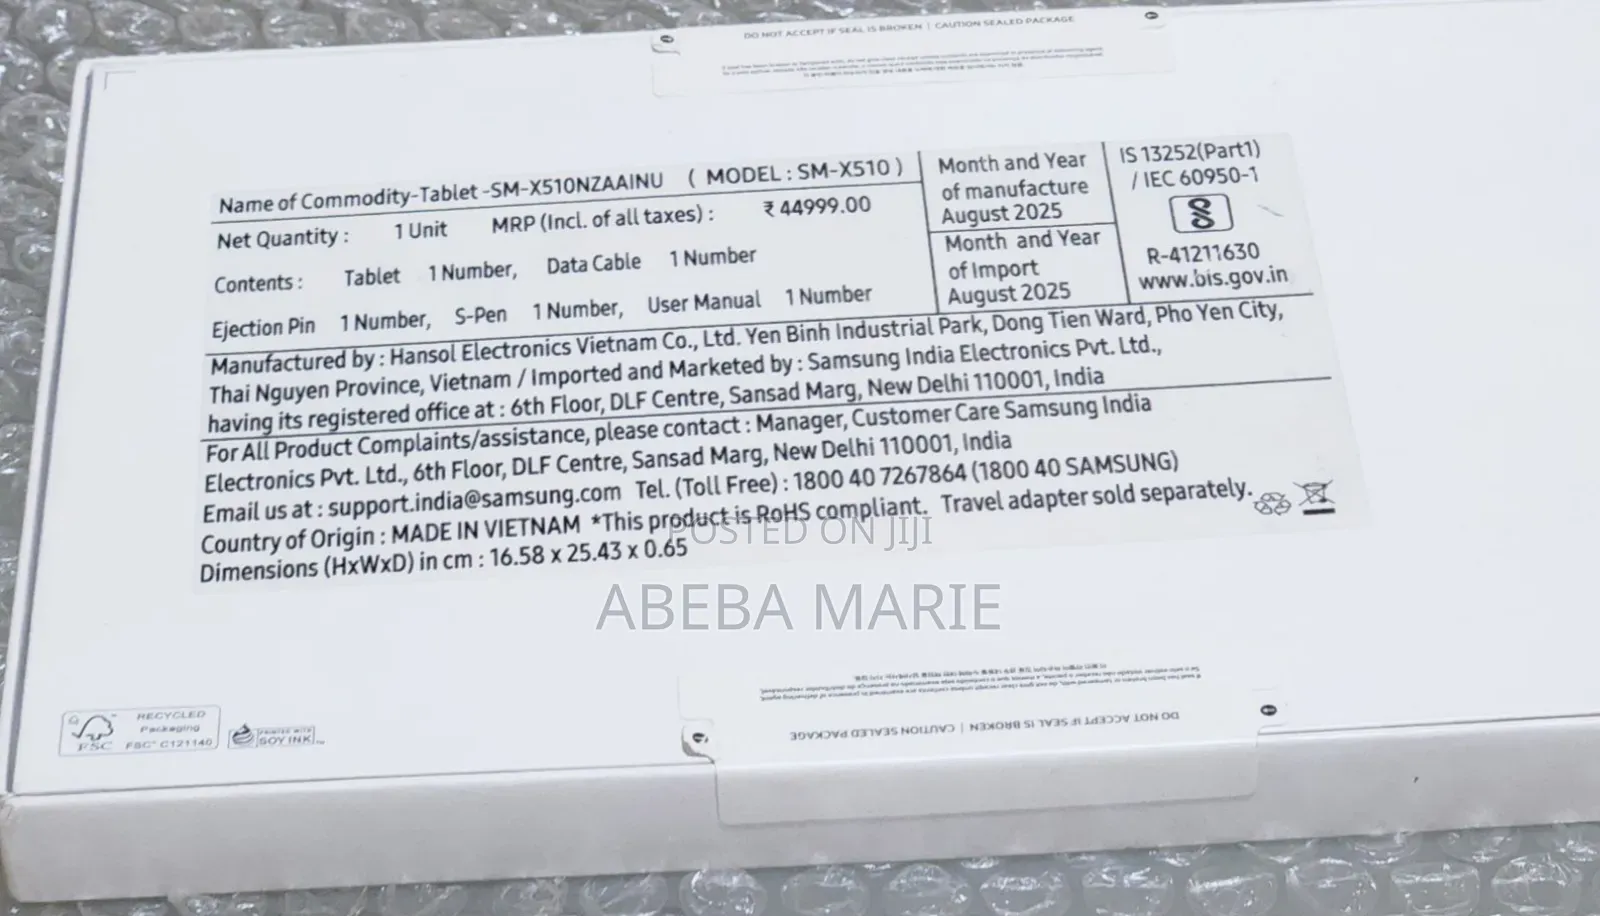 DO NOT ACCEPT IF SEAL IS BROKEN | CAUTION SEALED PACKAGE
Name of Commodity-Tablet -SM-X510NZAAINU ( MODEL : SM-X510 )
Net Quantity : 1 Unit MRP (Incl. of all taxes) : ₹ 44999.00
Contents : Tablet 1 Number, Data Cable 1 Number
Ejection Pin 1 Number, S-Pen 1 Number, User Manual 1 Number
Month and Year
of manufacture
August 2025
Month and Year
of Import
August 2025
IS 13252(Part1)
/ IEC 60950-1
R-41211630
www.bis.gov.in
Manufactured by : Hansol Electronics Vietnam Co., Ltd. Yen Binh Industrial Park, Dong Tien Ward, Pho Yen City,
Thai Nguyen Province, Vietnam / Imported and Marketed by : Samsung India Electronics Pvt. Ltd.,
having its registered office at : 6th Floor, DLF Centre, Sansad Marg, New Delhi 110001, India
For All Product Complaints/assistance, please contact : Manager, Customer Care Samsung India
Electronics Pvt. Ltd., 6th Floor, DLF Centre, Sansad Marg, New Delhi 110001, India
Email us at : support.india@samsung.com Tel. (Toll Free) : 1800 40 7267864 (1800 40 SAMSUNG)
Country of Origin : MADE IN VIETNAM *This product is RoHS compliant. Travel adapter sold separately.
Dimensions (HxWxD) in cm : 16.58 x 25.43 x 0.65
POSTED ON JIJI
ABEBA MARIE
DO NOT ACCEPT IF SEAL IS BROKEN | CAUTION SEALED PACKAGE
FSC
RECYCLED
Packaging
FSC® C121140
PRINTED WITH
SOY INK™